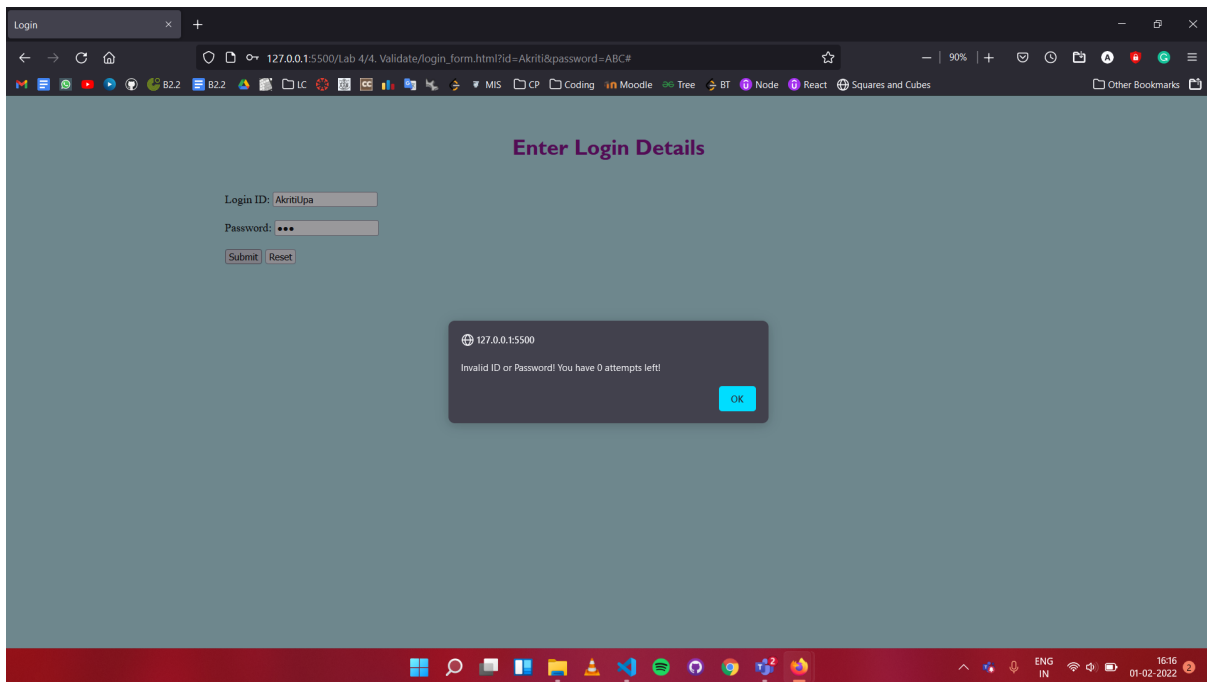 Login
127.0.0.1:5500/Lab 4/4. Validate/login_form.html?id=Akriti&password=ABC#
90%
B2.2
B2.2
LC
MIS
CP
Coding
Moodle
Tree
BT
Node
React
Squares and Cubes
Other Bookmarks
Enter Login Details
Login ID: AkritiUpa
Password: •••
Submit Reset
127.0.0.1:5500
Invalid ID or Password! You have 0 attempts left!
OK
ENG
IN
16:16
01-02-2022
2
2